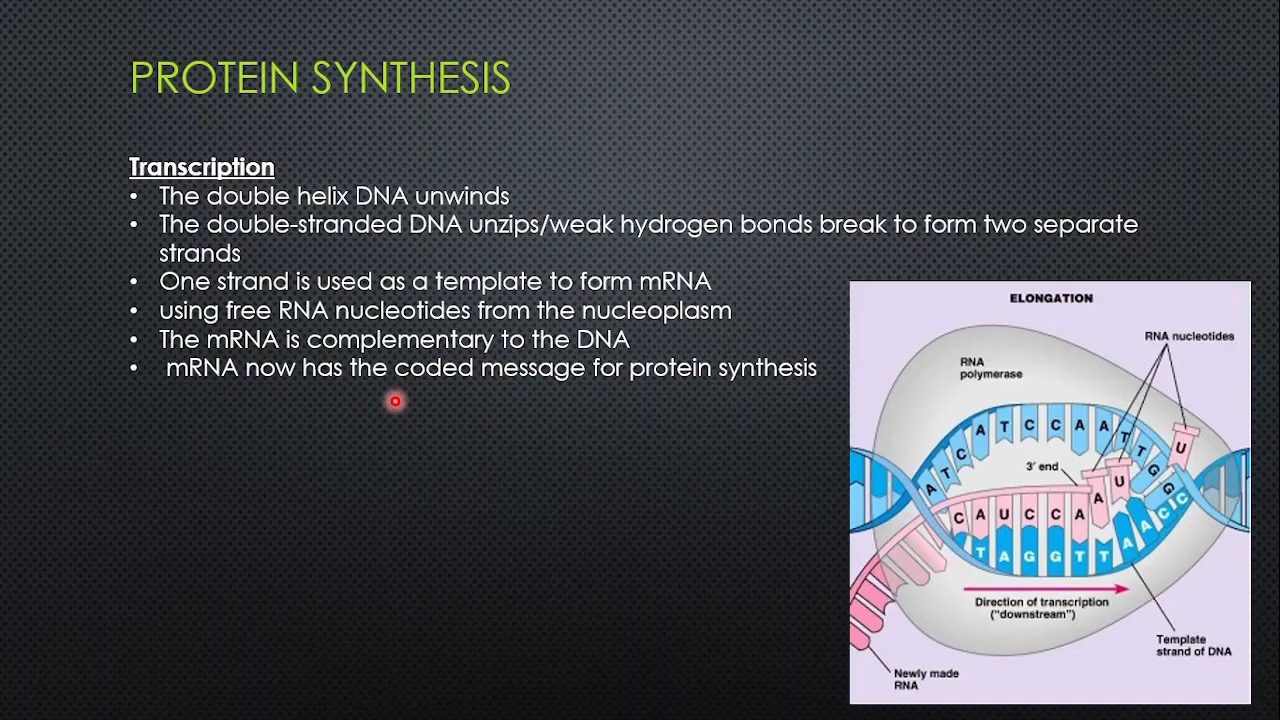 PROTEIN SYNTHESIS
Transcription
• The double helix DNA unwinds
• The double-stranded DNA unzips/weak hydrogen bonds break to form two separate
strands
• One strand is used as a template to form mRNA
• using free RNA nucleotides from the nucleoplasm
• The mRNA is complementary to the DNA
• mRNA now has the coded message for protein synthesis
ELONGATION
RNA nucleotides
RNA
polymerase
A T C A T C C A A T T G G
U
3' end
C A U C C A A U
T A G G T T A A C C
Direction of transcription
("downstream")
Template
strand of DNA
Newly made
RNA